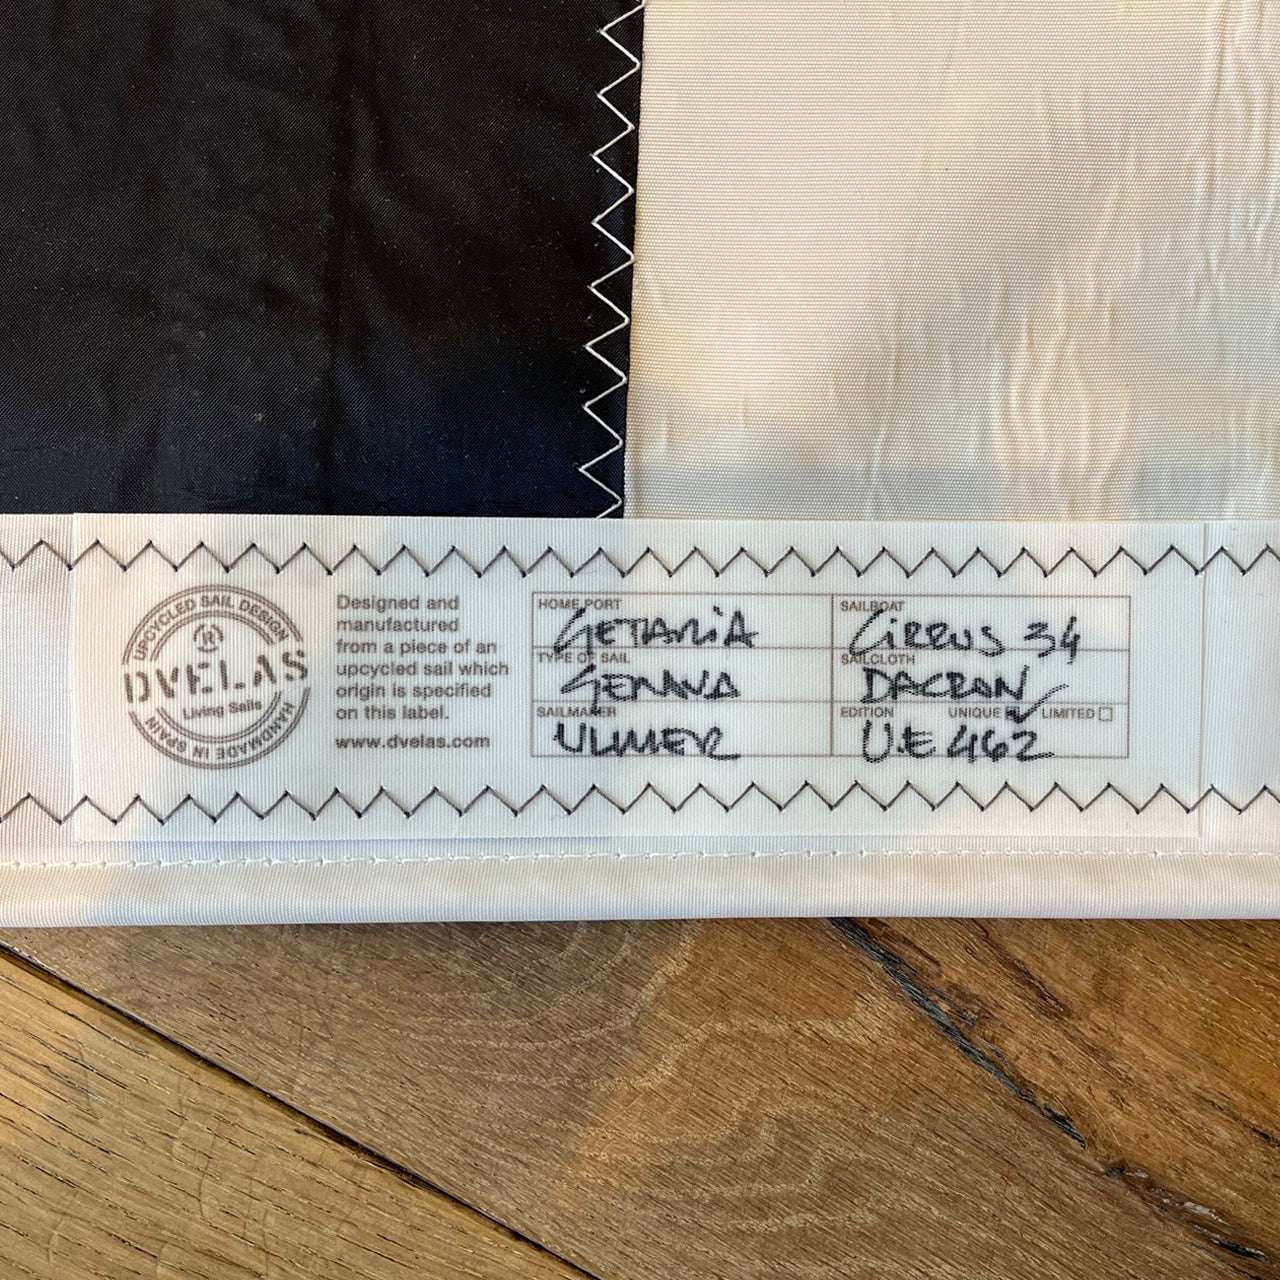 UPCYCLED SAIL DESIGN
(R)
DVELAS
Living Sails
HANDMADE IN SPAIN
Designed and
manufactured
from a piece of an
upcycled sail which
origin is specified
on this label.
www.dvelas.com
HOME PORT
GETARIA
SAILBOAT
CIRRUS 34
TYPE OF SAIL
GENOVA
SAILCLOTH
DACRON
SAILMAKER
ULMER
EDITION UNIQUE LIMITED
U.E 462